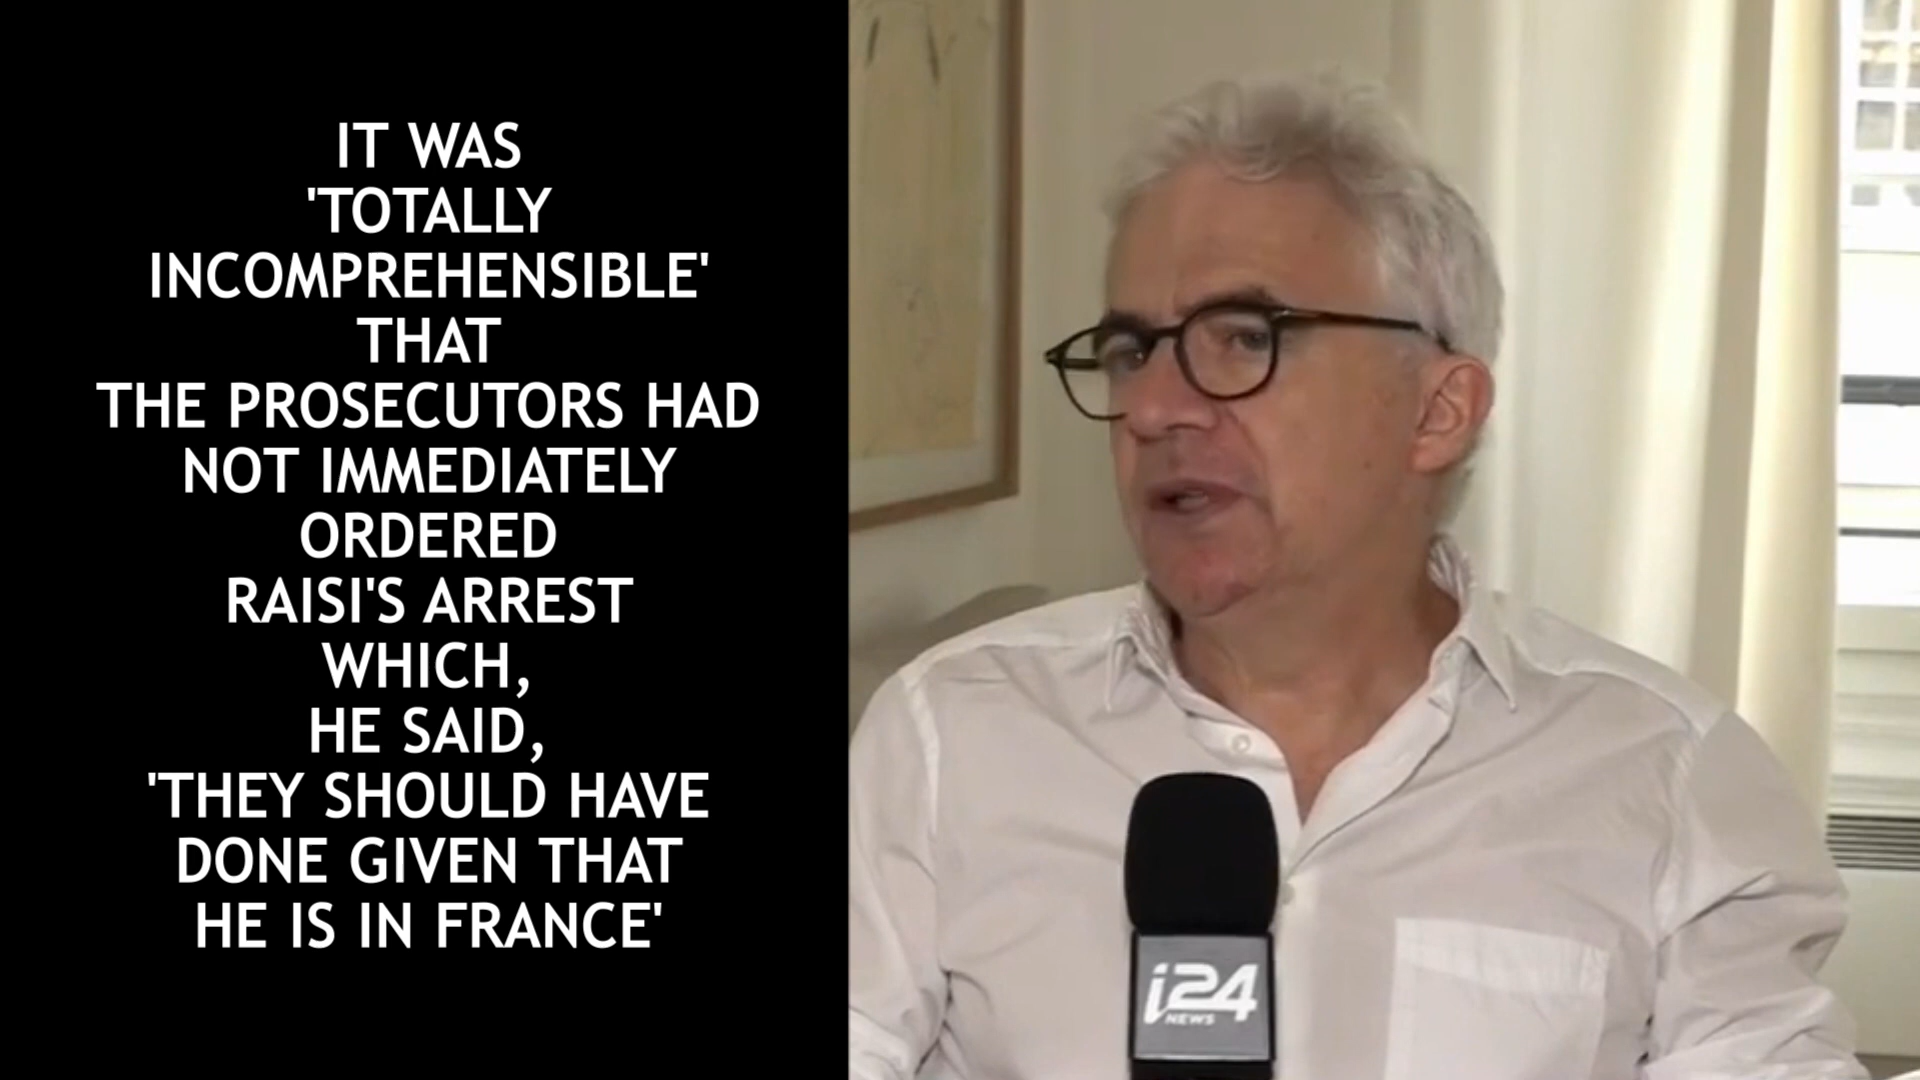 IT WAS
'TOTALLY
INCOMPREHENSIBLE'
THAT
THE PROSECUTORS HAD
NOT IMMEDIATELY
ORDERED
RAISI'S ARREST
WHICH,
HE SAID,
'THEY SHOULD HAVE
DONE GIVEN THAT
HE IS IN FRANCE'
i24
NEWS